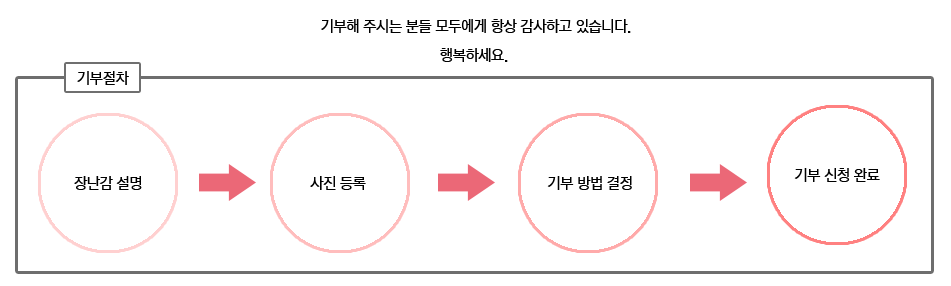 기부해 주시는 분들 모두에게 항상 감사하고 있습니다.
행복하세요.
기부절차
장난감 설명
사진 등록
기부 방법 결정
기부 신청 완료